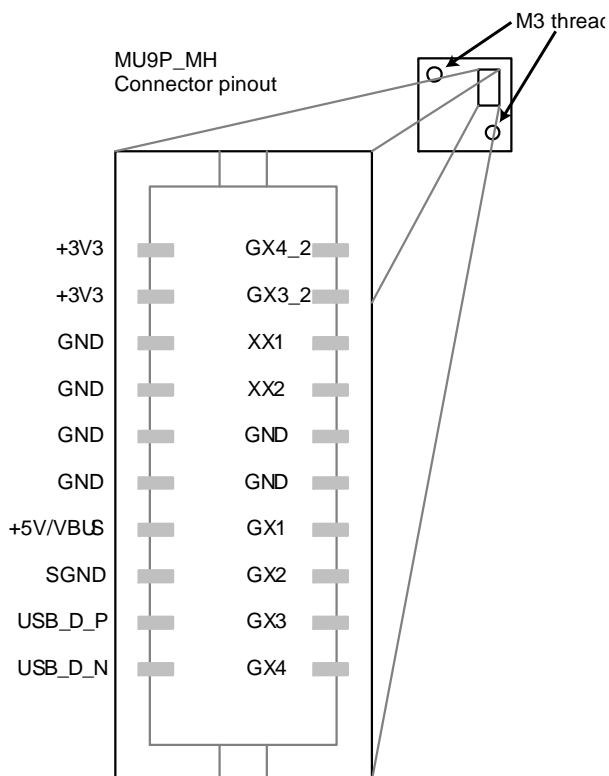 M3 thread
MU9P_MH
Connector pinout
+3V3 GX4_2
+3V3 GX3_2
GND XX1
GND XX2
GND GND
GND GND
+5V/VBUS GX1
SGND GX2
USB_D_P GX3
USB_D_N GX4